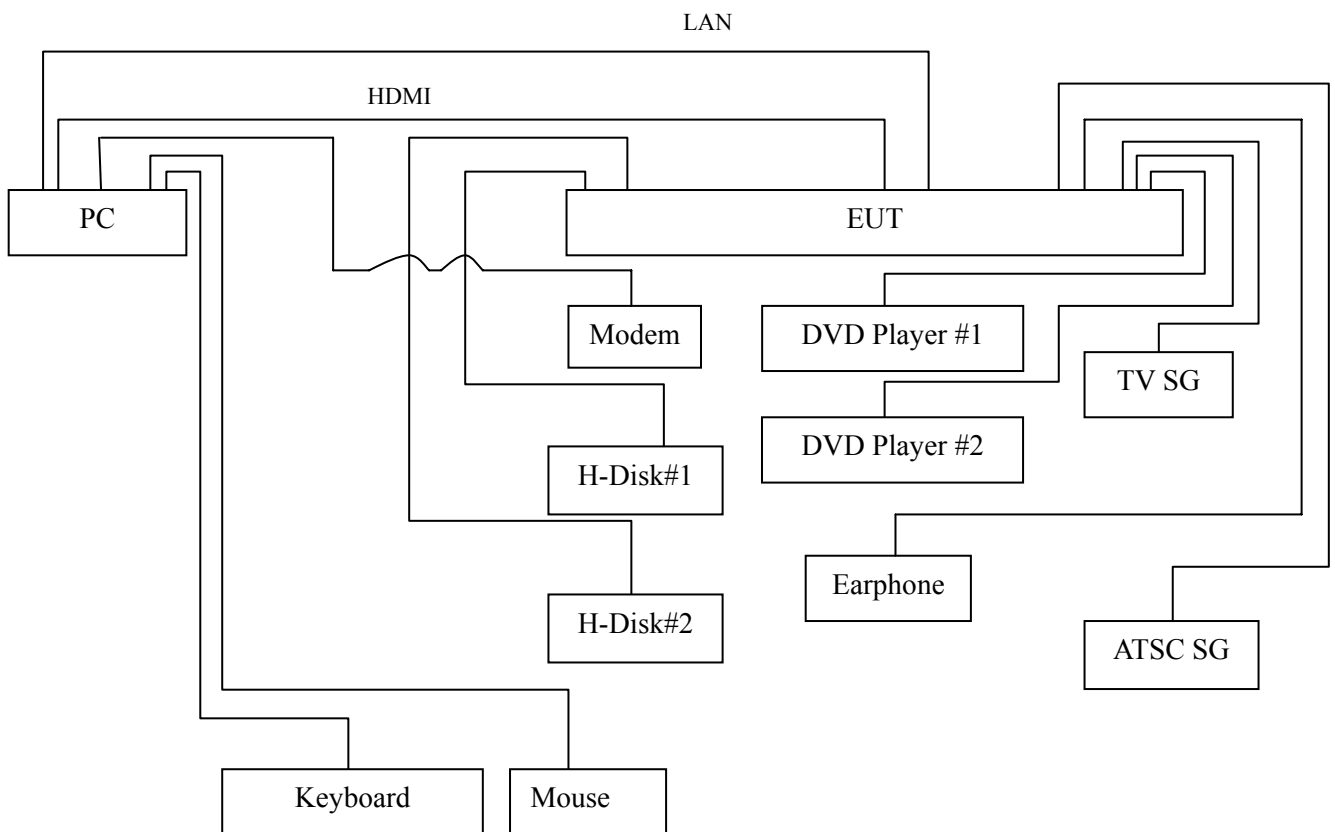 LAN
HDMI
PC
EUT
Modem
DVD Player #1
TV SG
DVD Player #2
H-Disk#1
Earphone
H-Disk#2
ATSC SG
Keyboard
Mouse